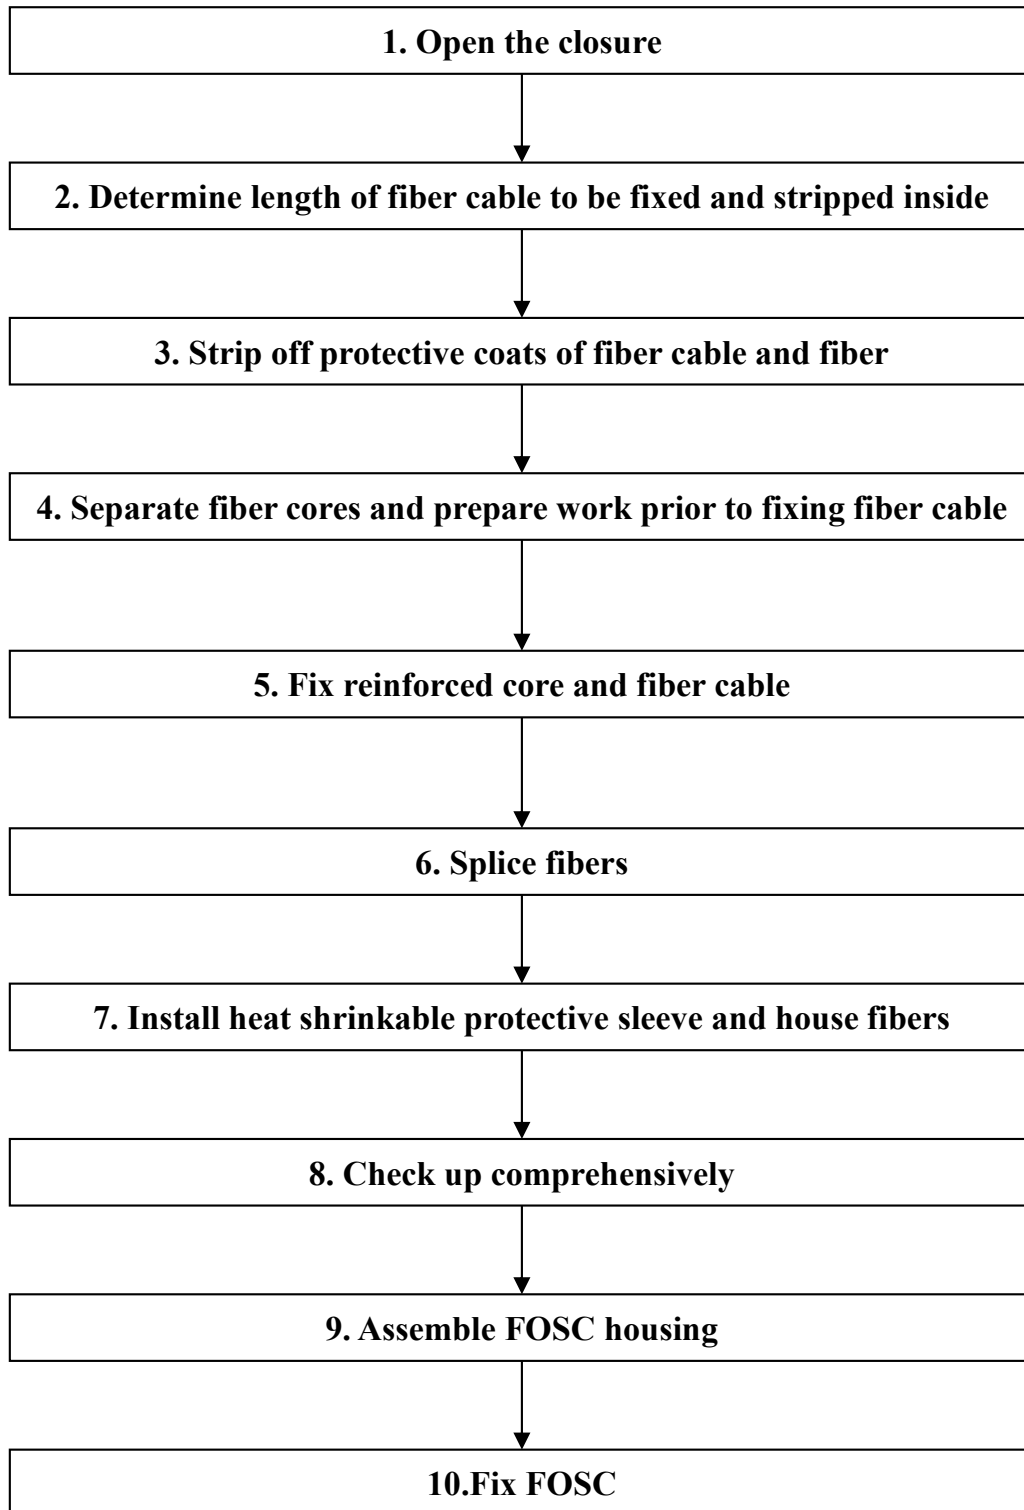 1. Open the closure
2. Determine length of fiber cable to be fixed and stripped inside
3. Strip off protective coats of fiber cable and fiber
4. Separate fiber cores and prepare work prior to fixing fiber cable
5. Fix reinforced core and fiber cable
6. Splice fibers
7. Install heat shrinkable protective sleeve and house fibers
8. Check up comprehensively
9. Assemble FOSC housing
10.Fix FOSC